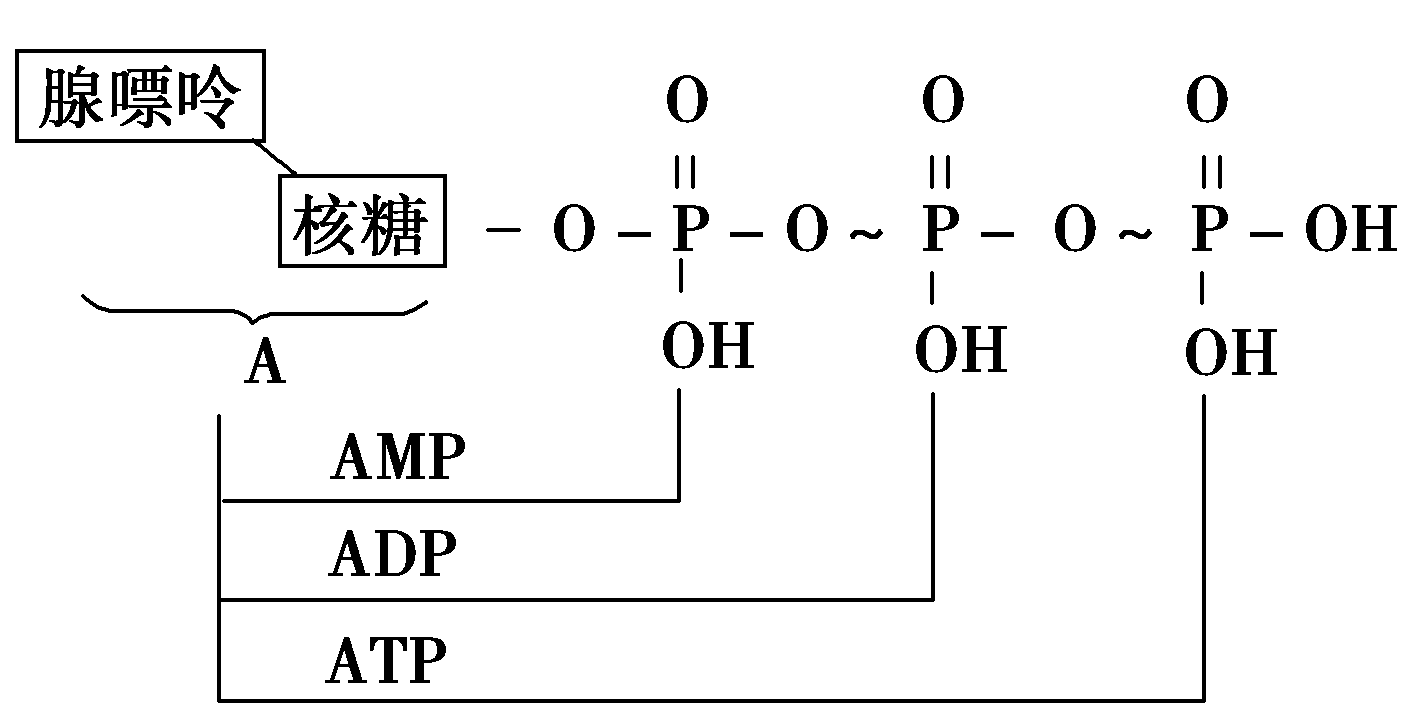 腺嘌呤
O O O
核糖 – O – P – O ~ P – O ~ P – OH
OH OH OH
A
AMP
ADP
ATP